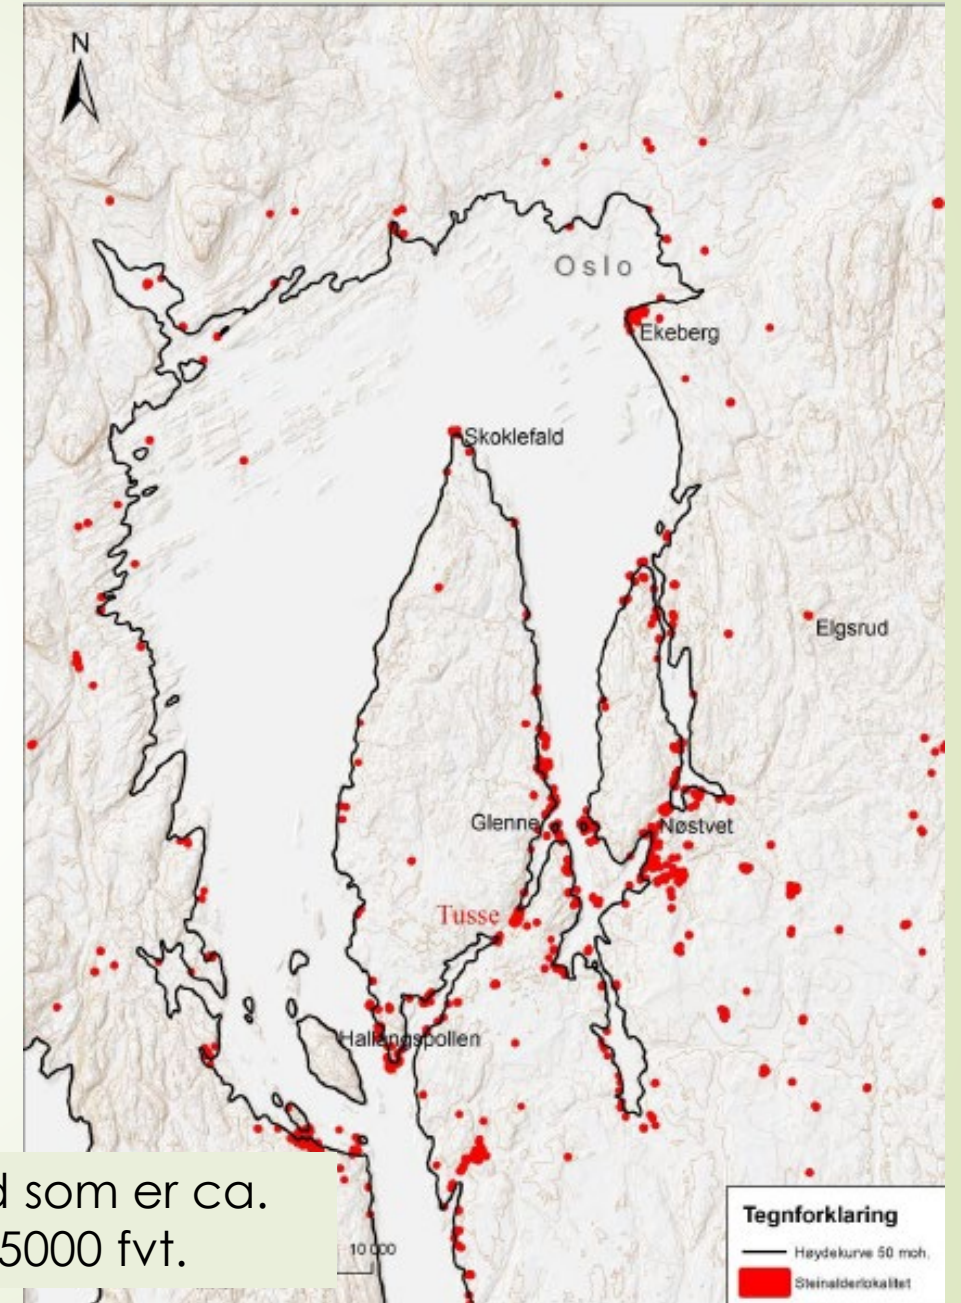 N
Oslo
Ekeberg
Skoklefald
Elgsrud
Glenne
Nøstvet
Tusse
Hallangspollen
som er ca.
5000 fvt.
10 000
Tegnforklaring
Høydekurve 50 moh.
Steinalderlokalitet